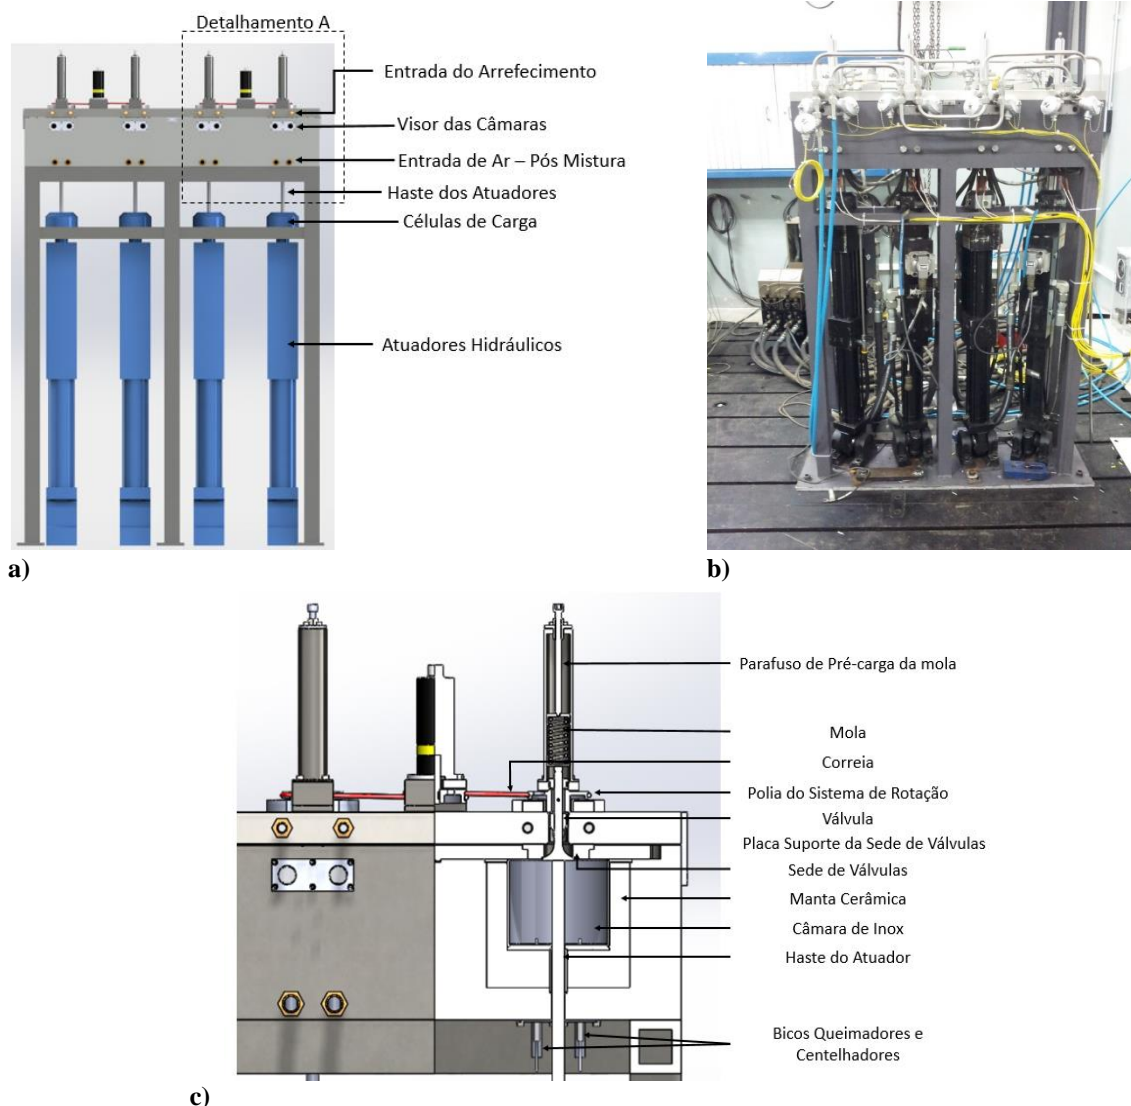 Detalhamento A
Entrada do Arrefecimento
Visor das Câmaras
Entrada de Ar – Pós Mistura
Haste dos Atuadores
Células de Carga
Atuadores Hidráulicos
a)
b)
Parafuso de Pré-carga da mola
Mola
Correia
Polia do Sistema de Rotação
Válvula
Placa Suporte da Sede de Válvulas
Sede de Válvulas
Manta Cerâmica
Câmara de Inox
Haste do Atuador
Bicos Queimadores e
Centelhadores
c)